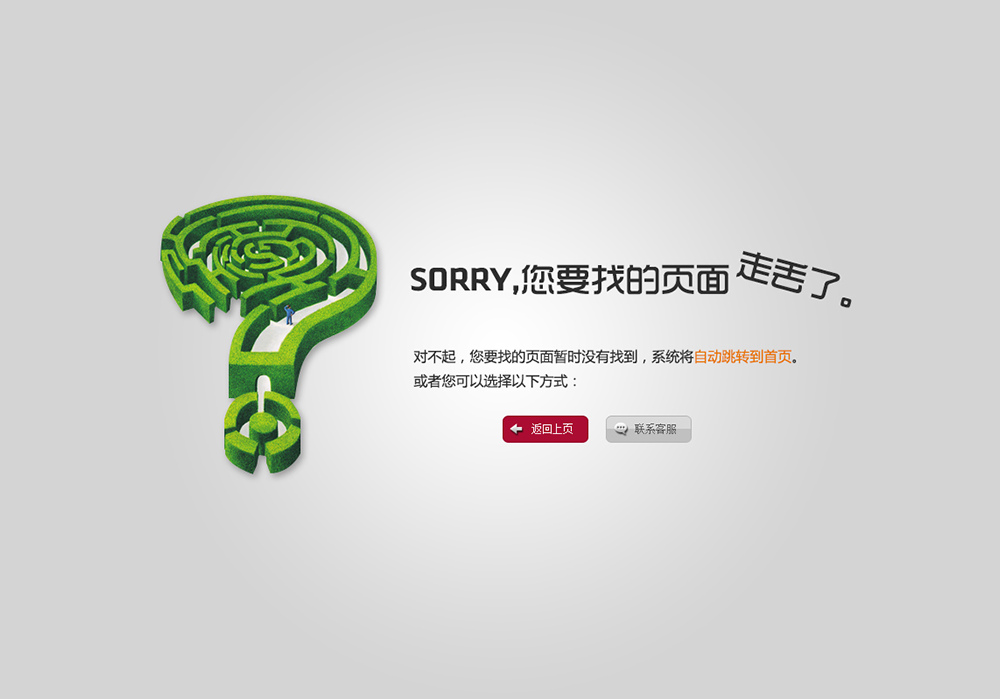 SORRY,您要找的页面走丢了。
对不起，您要找的页面暂时没有找到，系统将自动跳转到首页。
或者您可以选择以下方式：
返回上页 联系客服